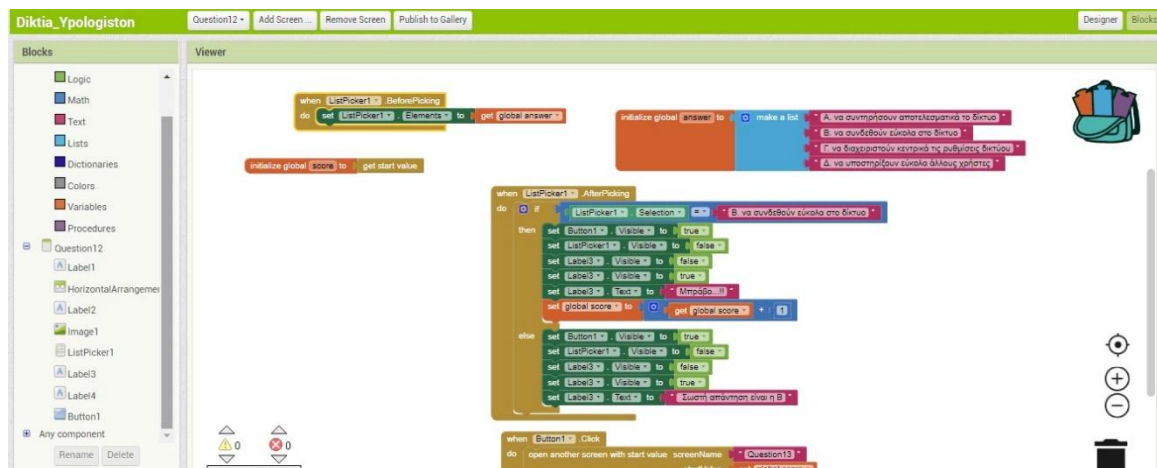 Diktia_Ypologiston
Question12
Add Screen ...
Remove Screen
Publish to Gallery
Designer
Blocks
Blocks
Viewer
Logic
Math
Text
Lists
Dictionaries
Colors
Variables
Procedures
Question12
Label1
HorizontalArrangemen
Label2
Image1
ListPicker1
Label3
Label4
Button1
Any component
Rename Delete
when ListPicker1 .BeforePicking
do set ListPicker1 . Elements to get global answer
initialize global score to get start value
initialize global answer to make a list " Α. να συντηρήσουν αποτελεσματικά το δίκτυο "
" Β. να συνδεθούν εύκολα στο δίκτυο "
" Γ. να διαχειριστούν κεντρικά τις ρυθμίσεις δικτύου "
" Δ. να υποστηρίξουν εύκολα άλλους χρήστες "
when ListPicker1 .AfterPicking
do if ListPicker1 . Selection = " Β. να συνδεθούν εύκολα στο δίκτυο "
then set Button1 . Visible to true
set ListPicker1 . Visible to false
set Label3 . Visible to false
set Label3 . Visible to true
set Label3 . Text to " Μπράβο...!! "
set global score to get global score + 1
else set Button1 . Visible to true
set ListPicker1 . Visible to false
set Label3 . Visible to false
set Label3 . Visible to true
set Label3 . Text to " Σωστή απάντηση είναι η Β "
when Button1 .Click
do open another screen with start value screenName " Question13 "
startValue get global score
0 0